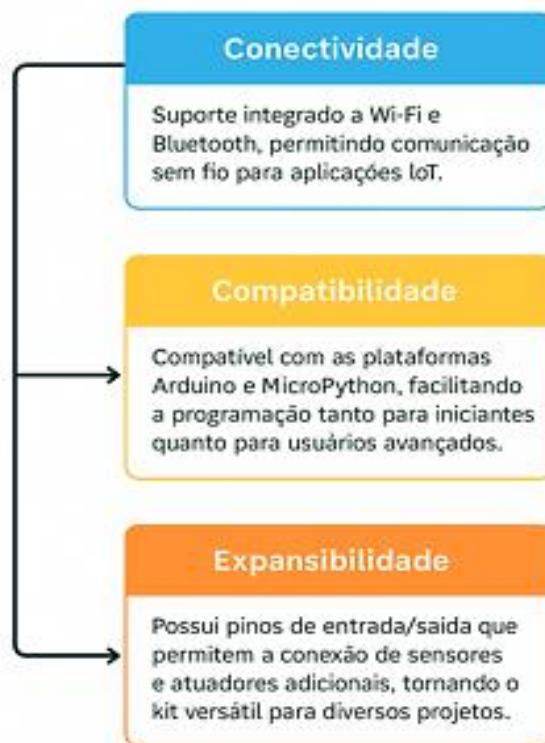 Conectividade
Suporte integrado a Wi-Fi e
Bluetooth, permitindo comunicação
sem fio para aplicações loT.
Compatibilidade
Compatível com as plataformas
Arduino e MicroPython, facilitando
a programação tanto para iniciantes
quanto para usuários avançados.
Expansibilidade
Possui pinos de entrada/saida que
permitem a conexão de sensores
e atuadores adicionais, tornando o
kit versátil para diversos projetos.